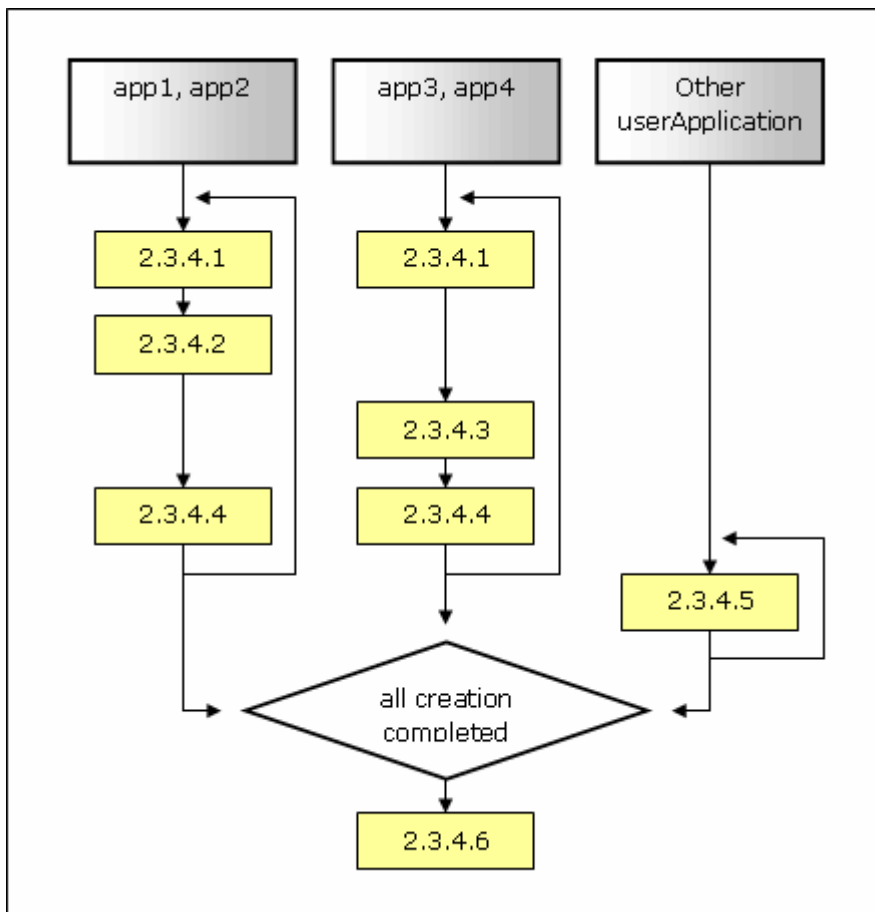 app1, app2
app3, app4
Other
userApplication
2.3.4.1
2.3.4.1
2.3.4.2
2.3.4.3
2.3.4.4
2.3.4.4
2.3.4.5
all creation
completed
2.3.4.6